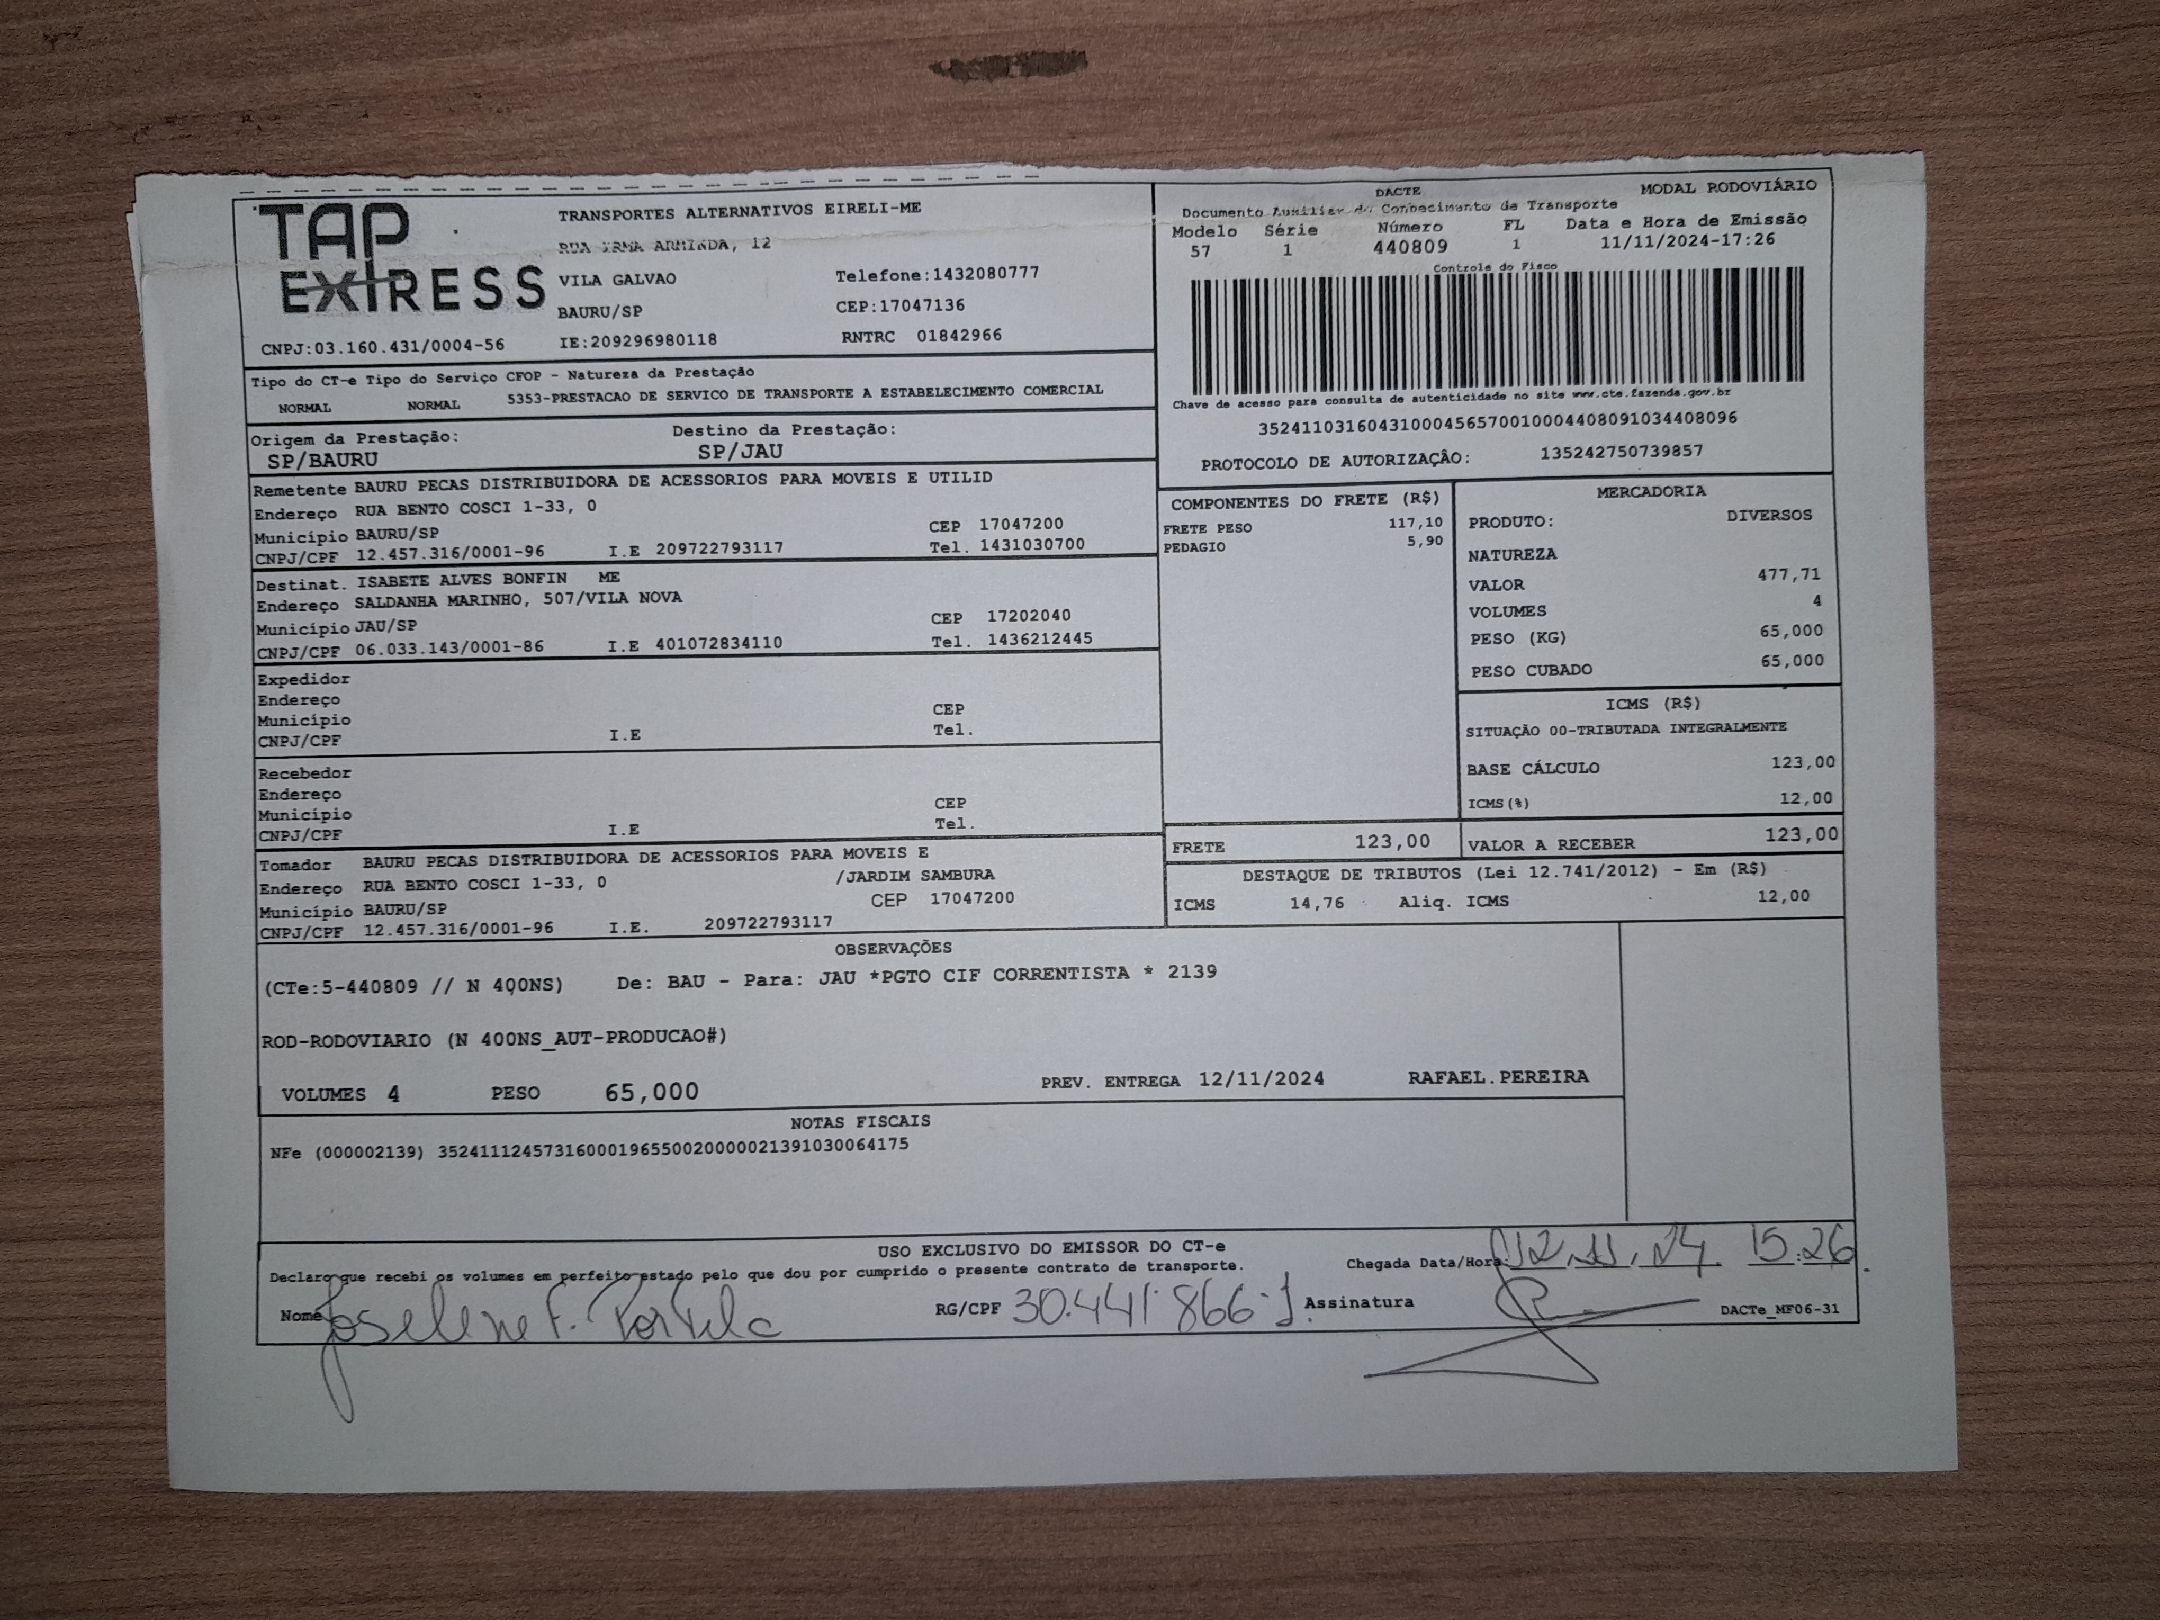 TAP
EXPRESS
CNPJ:03.160.431/0004-56
TRANSPORTES ALTERNATIVOS EIRELI-ME
RUA IRMA ARMINDA, 12
VILA GALVAO
Telefone:1432080777
BAURU/SP
CEP:17047136
IE:209296980118
RNTRC 01842966
DACTE
MODAL RODOVIÁRIO
Documento Auxiliar do Conhecimento de Transporte
Modelo Série Número FL Data e Hora de Emissão
57 1 440809 1 11/11/2024-17:26
Controle do Fisco
Chave de acesso para consulta de autenticidade no site www.cte.fazenda.gov.br
35241103160431000456570010004408091034408096
PROTOCOLO DE AUTORIZAÇÂO: 135242750739857
Tipo do CT-e Tipo do Serviço CFOP - Natureza da Prestação
NORMAL NORMAL 5353-PRESTACAO DE SERVICO DE TRANSPORTE A ESTABELECIMENTO COMERCIAL
Origem da Prestação: Destino da Prestação:
SP/BAURU SP/JAU
Remetente BAURU PECAS DISTRIBUIDORA DE ACESSORIOS PARA MOVEIS E UTILID
Endereço RUA BENTO COSCI 1-33, 0
Município BAURU/SP CEP 17047200
CNPJ/CPF 12.457.316/0001-96 I.E 209722793117 Tel. 1431030700
Destinat. ISABETE ALVES BONFIN ME
Endereço SALDANHA MARINHO, 507/VILA NOVA
Município JAU/SP CEP 17202040
CNPJ/CPF 06.033.143/0001-86 I.E 401072834110 Tel. 1436212445
Expedidor
Endereço
Município CEP
CNPJ/CPF I.E Tel.
Recebedor
Endereço
Município CEP
CNPJ/CPF I.E Tel.
Tomador BAURU PECAS DISTRIBUIDORA DE ACESSORIOS PARA MOVEIS E
Endereço RUA BENTO COSCI 1-33, 0 /JARDIM SAMBURA
Município BAURU/SP CEP 17047200
CNPJ/CPF 12.457.316/0001-96 I.E. 209722793117
COMPONENTES DO FRETE (R$)
FRETE PESO 117,10
PEDAGIO 5,90
MERCADORIA
PRODUTO: DIVERSOS
NATUREZA
VALOR 477,71
VOLUMES 4
PESO (KG) 65,000
PESO CUBADO 65,000
ICMS (R$)
SITUAÇÃO 00-TRIBUTADA INTEGRALMENTE
BASE CÁLCULO 123,00
ICMS(%) 12,00
FRETE 123,00 VALOR A RECEBER 123,00
DESTAQUE DE TRIBUTOS (Lei 12.741/2012) - Em (R$)
ICMS 14,76 Aliq. ICMS 12,00
OBSERVAÇÕES
(CTe:5-440809 // N 400NS) De: BAU - Para: JAU *PGTO CIF CORRENTISTA * 2139
ROD-RODOVIARIO (N 400NS_AUT-PRODUCAO#)
VOLUMES 4 PESO 65,000 PREV. ENTREGA 12/11/2024 RAFAEL.PEREIRA
NOTAS FISCAIS
NFe (000002139) 35241112457316000196550020000021391030064175
USO EXCLUSIVO DO EMISSOR DO CT-e
Chegada Data/Hora: 12.11.24 15:26
Declaro que recebi os volumes em perfeito estado pelo que dou por cumprido o presente contrato de transporte.
Nome Joselene F. Portela RG/CPF 30.441.866-1 Assinatura
DACTe_MF06-31